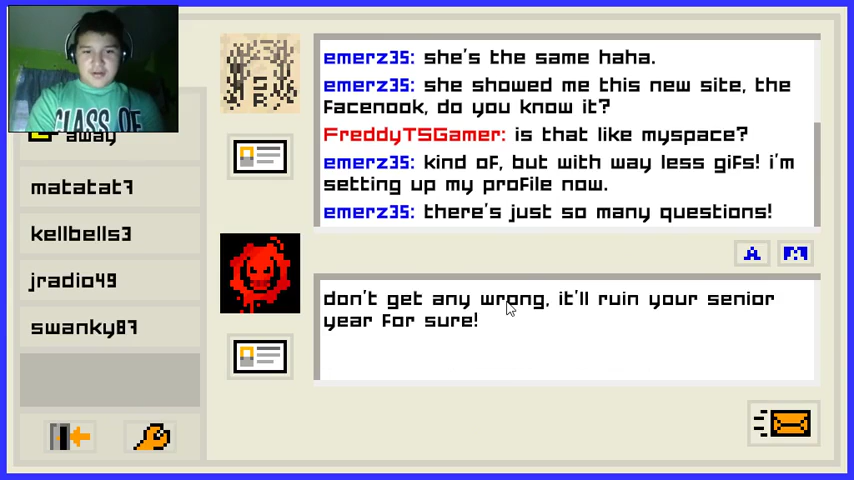 CLASS OF
away
matatat7
kellbells3
jradio49
swanky87
emerz35: she's the same haha.
emerz35: she showed me this new site, the
facenook, do you know it?
FreddyTSGamer: is that like myspace?
emerz35: kind of, but with way less gifs! i'm
setting up my profile now.
emerz35: there's just so many questions!
A
don't get any wrong, it'll ruin your senior
year for sure!